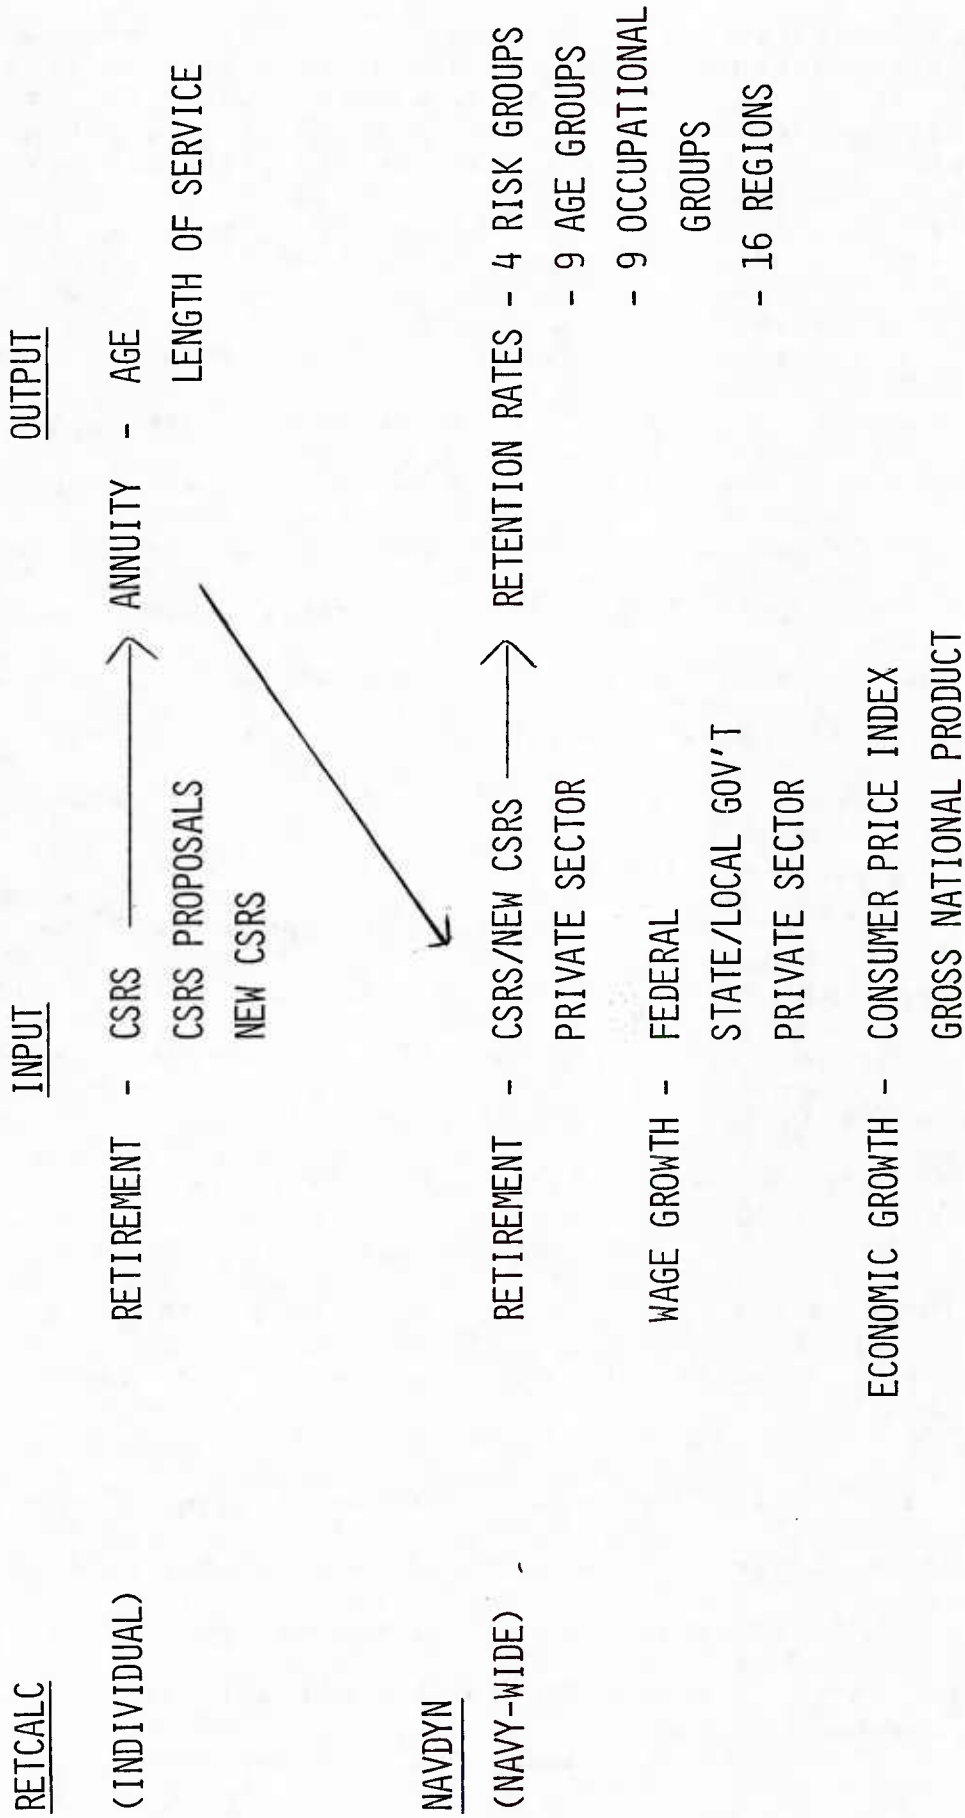 INPUT OUTPUT
RETCALC
(INDIVIDUAL) RETIREMENT - CSRS ANNUITY - AGE
CSRS PROPOSALS LENGTH OF SERVICE
NEW CSRS
NAVDYN
(NAVY-WIDE) RETIREMENT - CSRS/NEW CSRS RETENTION RATES - 4 RISK GROUPS
PRIVATE SECTOR - 9 AGE GROUPS
WAGE GROWTH - FEDERAL - 9 OCCUPATIONAL
STATE/LOCAL GOV'T GROUPS
PRIVATE SECTOR - 16 REGIONS
ECONOMIC GROWTH - CONSUMER PRICE INDEX
GROSS NATIONAL PRODUCT